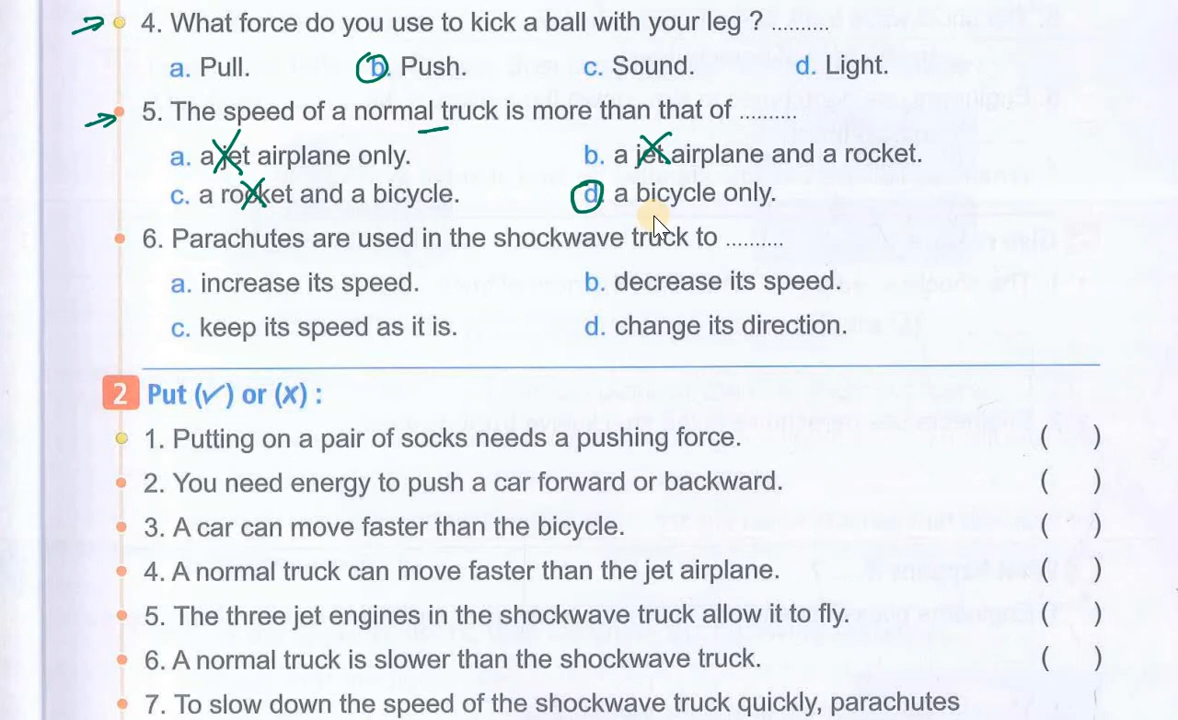 4. What force do you use to kick a ball with your leg ? ..........
a. Pull. b. Push. c. Sound. d. Light.
5. The speed of a normal truck is more than that of ..........
a. a jet airplane only. b. a jet airplane and a rocket.
c. a rocket and a bicycle. d. a bicycle only.
6. Parachutes are used in the shockwave truck to ..........
a. increase its speed. b. decrease its speed.
c. keep its speed as it is. d. change its direction.
2 Put (✓) or (✗) :
1. Putting on a pair of socks needs a pushing force. ( )
2. You need energy to push a car forward or backward. ( )
3. A car can move faster than the bicycle. ( )
4. A normal truck can move faster than the jet airplane. ( )
5. The three jet engines in the shockwave truck allow it to fly. ( )
6. A normal truck is slower than the shockwave truck. ( )
7. To slow down the speed of the shockwave truck quickly, parachutes